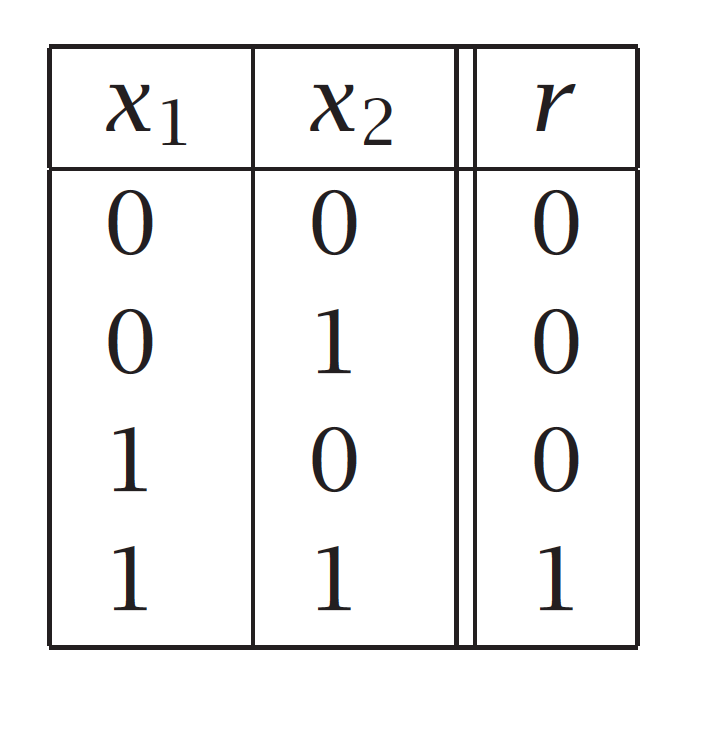 x₁ x₂ r
0 0 0
0 1 0
1 0 0
1 1 1